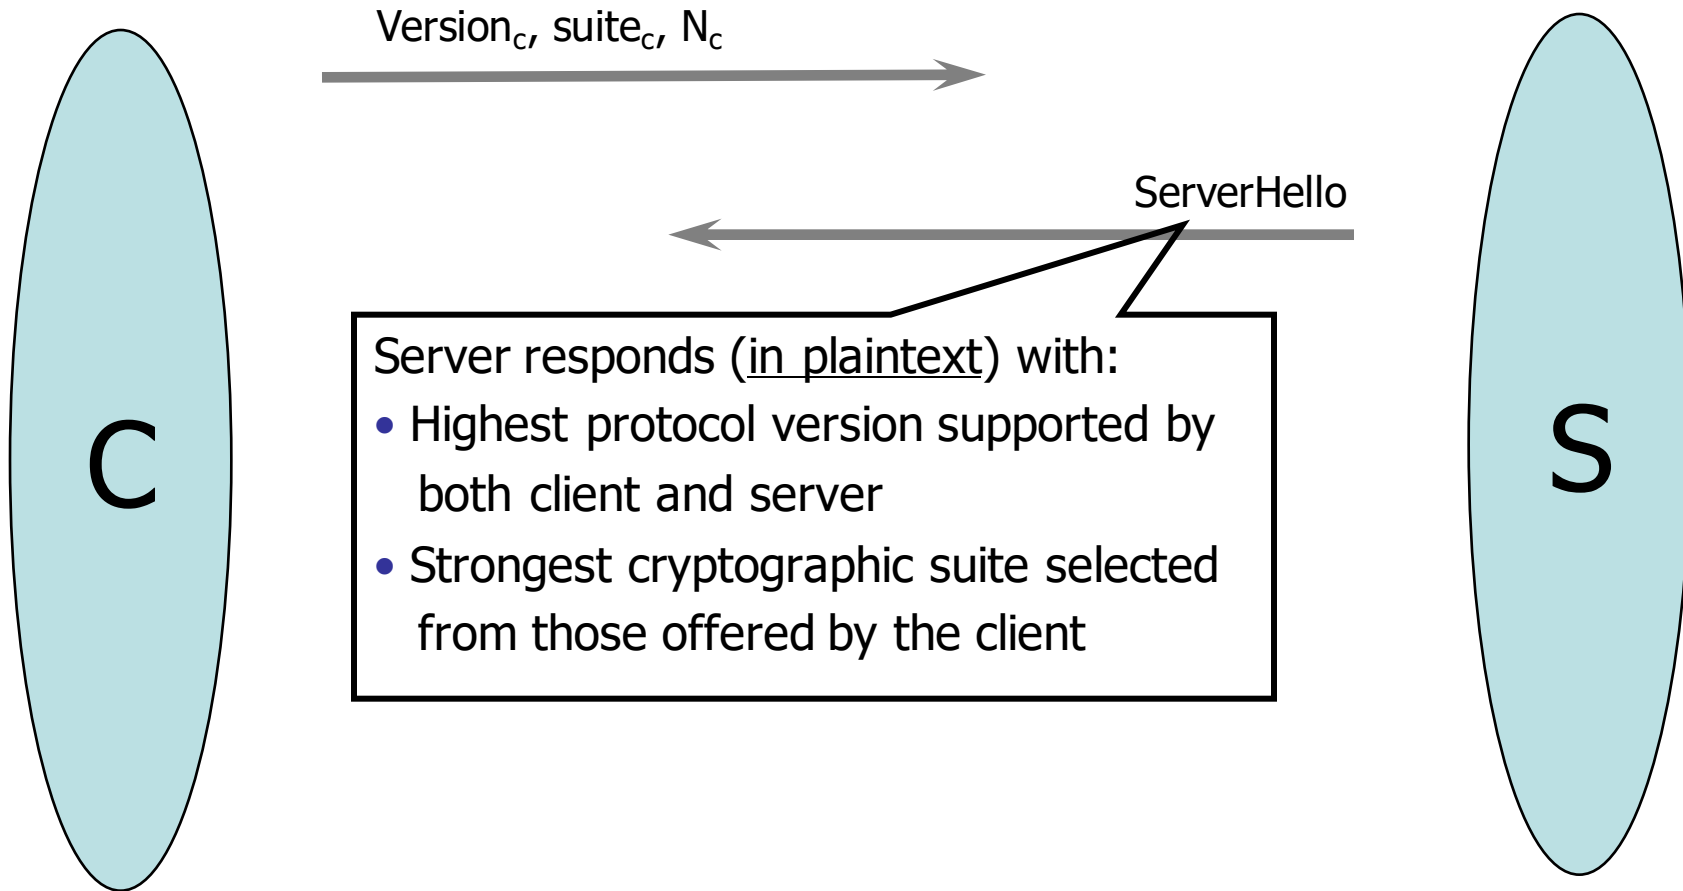 Version_c, suite_c, N_c
ServerHello
Server responds (in plaintext) with:
• Highest protocol version supported by
both client and server
• Strongest cryptographic suite selected
from those offered by the client
C
S